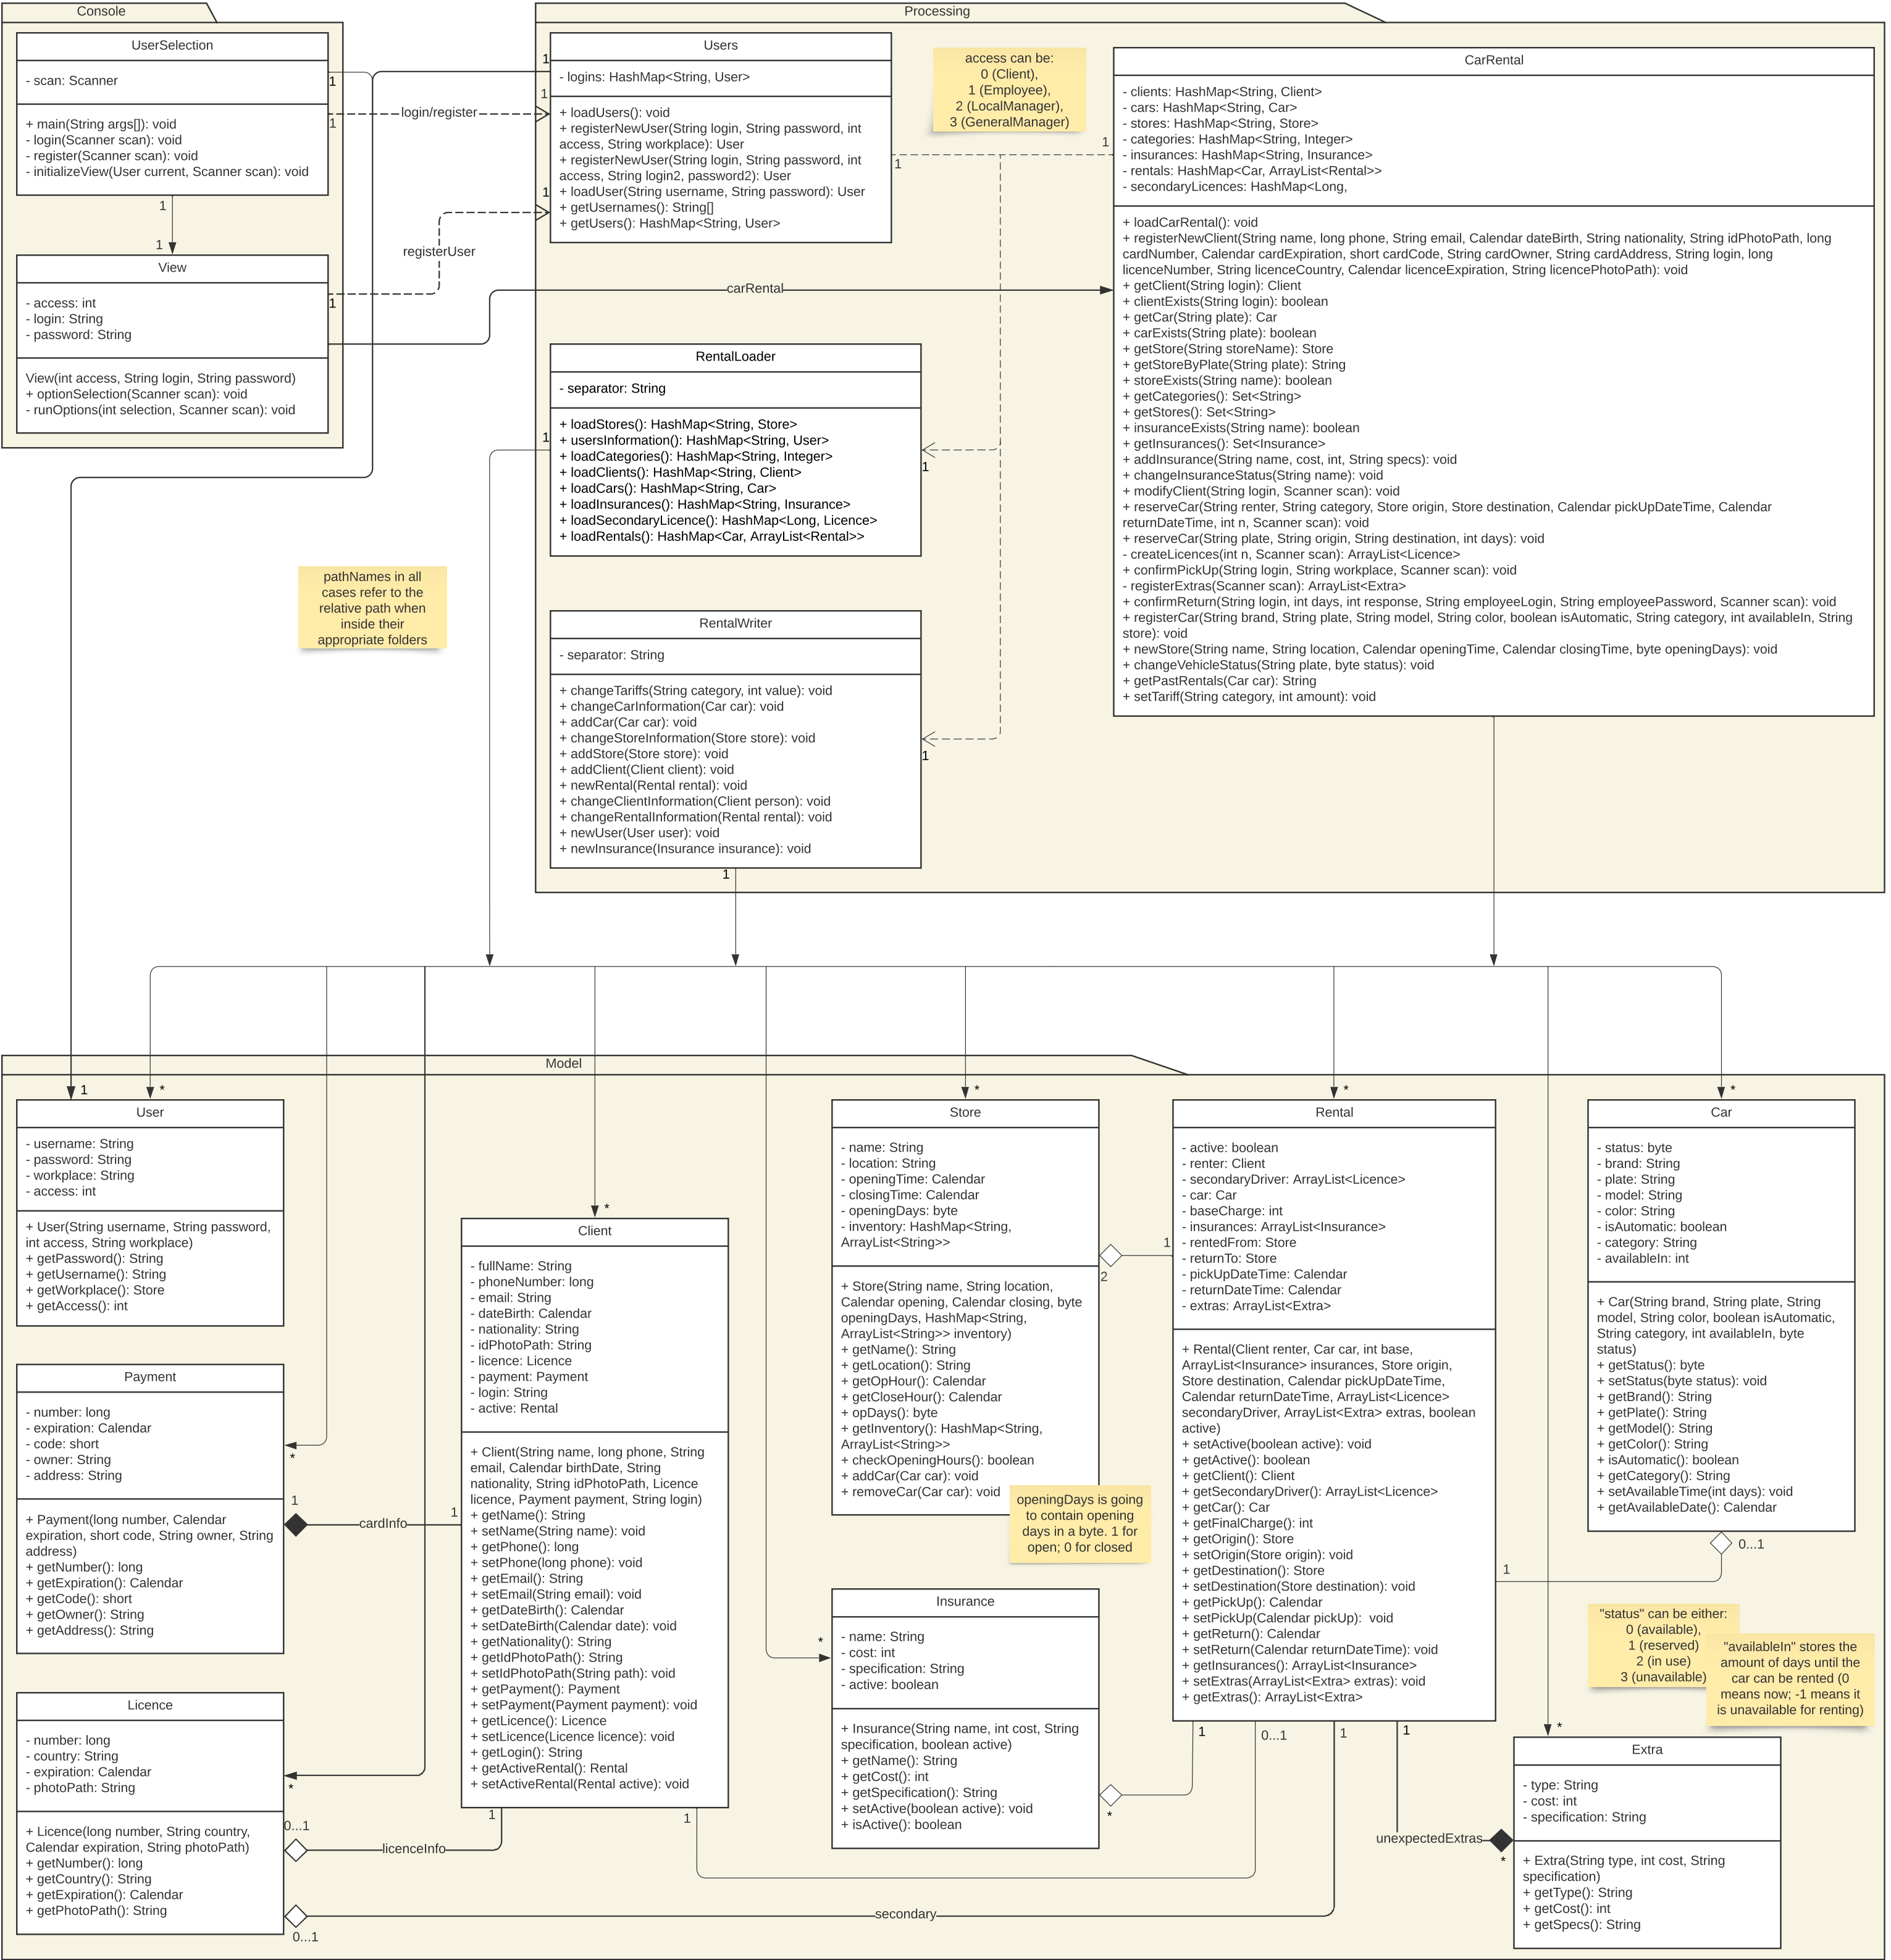 Console
UserSelection
- scan: Scanner
+ main(String args[]): void
- login(Scanner scan): void
- register(Scanner scan): void
- initializeView(User current, Scanner scan): void
1
1
1
1
View
- access: int
- login: String
- password: String
View(int access, String login, String password)
+ optionSelection(Scanner scan): void
- runOptions(int selection, Scanner scan): void
1
login/register
registerUser
carRental
Processing
Users
- logins: HashMap<String, User>
+ loadUsers(): void
+ registerNewUser(String login, String password, int
access, String workplace): User
+ registerNewUser(String login, String password, int
access, String login2, password2): User
+ loadUser(String username, String password): User
+ getUsernames(): String[]
+ getUsers(): HashMap<String, User>
1
1
1
1
access can be:
0 (Client),
1 (Employee),
2 (LocalManager),
3 (GeneralManager)
1
CarRental
- clients: HashMap<String, Client>
- cars: HashMap<String, Car>
- stores: HashMap<String, Store>
- categories: HashMap<String, Integer>
- insurances: HashMap<String, Insurance>
- rentals: HashMap<Car, ArrayList<Rental>>
- secondaryLicences: HashMap<Long,
+ loadCarRental(): void
+ registerNewClient(String name, long phone, String email, Calendar dateBirth, String nationality, String idPhotoPath, long
cardNumber, Calendar cardExpiration, short cardCode, String cardOwner, String cardAddress, String login, long
licenceNumber, String licenceCountry, Calendar licenceExpiration, String licencePhotoPath): void
+ getClient(String login): Client
+ clientExists(String login): boolean
+ getCar(String plate): Car
+ carExists(String plate): boolean
+ getStore(String storeName): Store
+ getStoreByPlate(String plate): String
+ storeExists(String name): boolean
+ getCategories(): Set<String>
+ getStores(): Set<String>
+ insuranceExists(String name): boolean
+ getInsurances(): Set<Insurance>
+ addInsurance(String name, cost, int, String specs): void
+ changeInsuranceStatus(String name): void
+ modifyClient(String login, Scanner scan): void
+ reserveCar(String renter, String category, Store origin, Store destination, Calendar pickUpDateTime, Calendar
returnDateTime, int n, Scanner scan): void
+ reserveCar(String plate, String origin, String destination, int days): void
- createLicences(int n, Scanner scan): ArrayList<Licence>
+ confirmPickUp(String login, String workplace, Scanner scan): void
- registerExtras(Scanner scan): ArrayList<Extra>
+ confirmReturn(String login, int days, int response, String employeeLogin, String employeePassword, Scanner scan): void
+ registerCar(String brand, String plate, String model, String color, boolean isAutomatic, String category, int availableIn, String
store): void
+ newStore(String name, String location, Calendar openingTime, Calendar closingTime, byte openingDays): void
+ changeVehicleStatus(String plate, byte status): void
+ getPastRentals(Car car): String
+ setTariff(String category, int amount): void
RentalLoader
- separator: String
+ loadStores(): HashMap<String, Store>
+ usersInformation(): HashMap<String, User>
+ loadCategories(): HashMap<String, Integer>
+ loadClients(): HashMap<String, Client>
+ loadCars(): HashMap<String, Car>
+ loadInsurances(): HashMap<String, Insurance>
+ loadSecondaryLicence(): HashMap<Long, Licence>
+ loadRentals(): HashMap<Car, ArrayList<Rental>>
1
1
pathNames in all
cases refer to the
relative path when
inside their
appropriate folders
RentalWriter
- separator: String
+ changeTariffs(String category, int value): void
+ changeCarInformation(Car car): void
+ addCar(Car car): void
+ changeStoreInformation(Store store): void
+ addStore(Store store): void
+ addClient(Client client): void
+ newRental(Rental rental): void
+ changeClientInformation(Client person): void
+ changeRentalInformation(Rental rental): void
+ newUser(User user): void
+ newInsurance(Insurance insurance): void
1
1
Model
1
*
User
- username: String
- password: String
- workplace: String
- access: int
+ User(String username, String password,
int access, String workplace)
+ getPassword(): String
+ getUsername(): String
+ getWorkplace(): Store
+ getAccess(): int
Payment
- number: long
- expiration: Calendar
- code: short
- owner: String
- address: String
+ Payment(long number, Calendar
expiration, short code, String owner, String
address)
+ getNumber(): long
+ getExpiration(): Calendar
+ getCode(): short
+ getOwner(): String
+ getAddress(): String
*
1
cardInfo
1
Licence
- number: long
- country: String
- expiration: Calendar
- photoPath: String
+ Licence(long number, String country,
Calendar expiration, String photoPath)
+ getNumber(): long
+ getCountry(): String
+ getExpiration(): Calendar
+ getPhotoPath(): String
*
0...1
licenceInfo
1
0...1
secondary
*
Client
- fullName: String
- phoneNumber: long
- email: String
- dateBirth: Calendar
- nationality: String
- idPhotoPath: String
- licence: Licence
- payment: Payment
- login: String
- active: Rental
+ Client(String name, long phone, String
email, Calendar birthDate, String
nationality, String idPhotoPath, Licence
licence, Payment payment, String login)
+ getName(): String
+ setName(String name): void
+ getPhone(): long
+ setPhone(long phone): void
+ getEmail(): String
+ setEmail(String email): void
+ getDateBirth(): Calendar
+ setDateBirth(Calendar date): void
+ getNationality(): String
+ getIdPhotoPath(): String
+ setIdPhotoPath(String path): void
+ getPayment(): Payment
+ setPayment(Payment payment): void
+ getLicence(): Licence
+ setLicence(Licence licence): void
+ getLogin(): String
+ getActiveRental(): Rental
+ setActiveRental(Rental active): void
1
*
Store
- name: String
- location: String
- openingTime: Calendar
- closingTime: Calendar
- openingDays: byte
- inventory: HashMap<String,
ArrayList<String>>
+ Store(String name, String location,
Calendar opening, Calendar closing, byte
openingDays, HashMap<String,
ArrayList<String>> inventory)
+ getName(): String
+ getLocation(): String
+ getOpHour(): Calendar
+ getCloseHour(): Calendar
+ opDays(): byte
+ getInventory(): HashMap<String,
ArrayList<String>>
+ checkOpeningHours(): boolean
+ addCar(Car car): void
+ removeCar(Car car): void
2
1
openingDays is going
to contain opening
days in a byte. 1 for
open; 0 for closed
*
Insurance
- name: String
- cost: int
- specification: String
- active: boolean
+ Insurance(String name, int cost, String
specification, boolean active)
+ getName(): String
+ getCost(): int
+ getSpecification(): String
+ setActive(boolean active): void
+ isActive(): boolean
*
*
Rental
- active: boolean
- renter: Client
- secondaryDriver: ArrayList<Licence>
- car: Car
- baseCharge: int
- insurances: ArrayList<Insurance>
- rentedFrom: Store
- returnTo: Store
- pickUpDateTime: Calendar
- returnDateTime: Calendar
- extras: ArrayList<Extra>
+ Rental(Client renter, Car car, int base,
ArrayList<Insurance> insurances, Store origin,
Store destination, Calendar pickUpDateTime,
Calendar returnDateTime, ArrayList<Licence>
secondaryDriver, ArrayList<Extra> extras, boolean
active)
+ setActive(boolean active): void
+ getActive(): boolean
+ getClient(): Client
+ getSecondaryDriver(): ArrayList<Licence>
+ getCar(): Car
+ getFinalCharge(): int
+ getOrigin(): Store
+ setOrigin(Store origin): void
+ getDestination(): Store
+ setDestination(Store destination): void
+ getPickUp(): Calendar
+ setPickUp(Calendar pickUp): void
+ getReturn(): Calendar
+ setReturn(Calendar returnDateTime): void
+ getInsurances(): ArrayList<Insurance>
+ setExtras(ArrayList<Extra> extras): void
+ getExtras(): ArrayList<Extra>
1
0...1
1
1
unexpectedExtras
*
*
Car
- status: byte
- brand: String
- plate: String
- model: String
- color: String
- isAutomatic: boolean
- category: String
- availableIn: int
+ Car(String brand, String plate, String
model, String color, boolean isAutomatic,
String category, int availableIn, byte
status)
+ getStatus(): byte
+ setStatus(byte status): void
+ getBrand(): String
+ getPlate(): String
+ getModel(): String
+ getColor(): String
+ isAutomatic(): boolean
+ getCategory(): String
+ setAvailableTime(int days): void
+ getAvailableDate(): Calendar
0...1
1
"status" can be either:
0 (available),
1 (reserved)
2 (in use)
3 (unavailable)
"availableIn" stores the
amount of days until the
car can be rented (0
means now; -1 means it
is unavailable for renting)
*
Extra
- type: String
- cost: int
- specification: String
+ Extra(String type, int cost, String
specification)
+ getType(): String
+ getCost(): int
+ getSpecs(): String